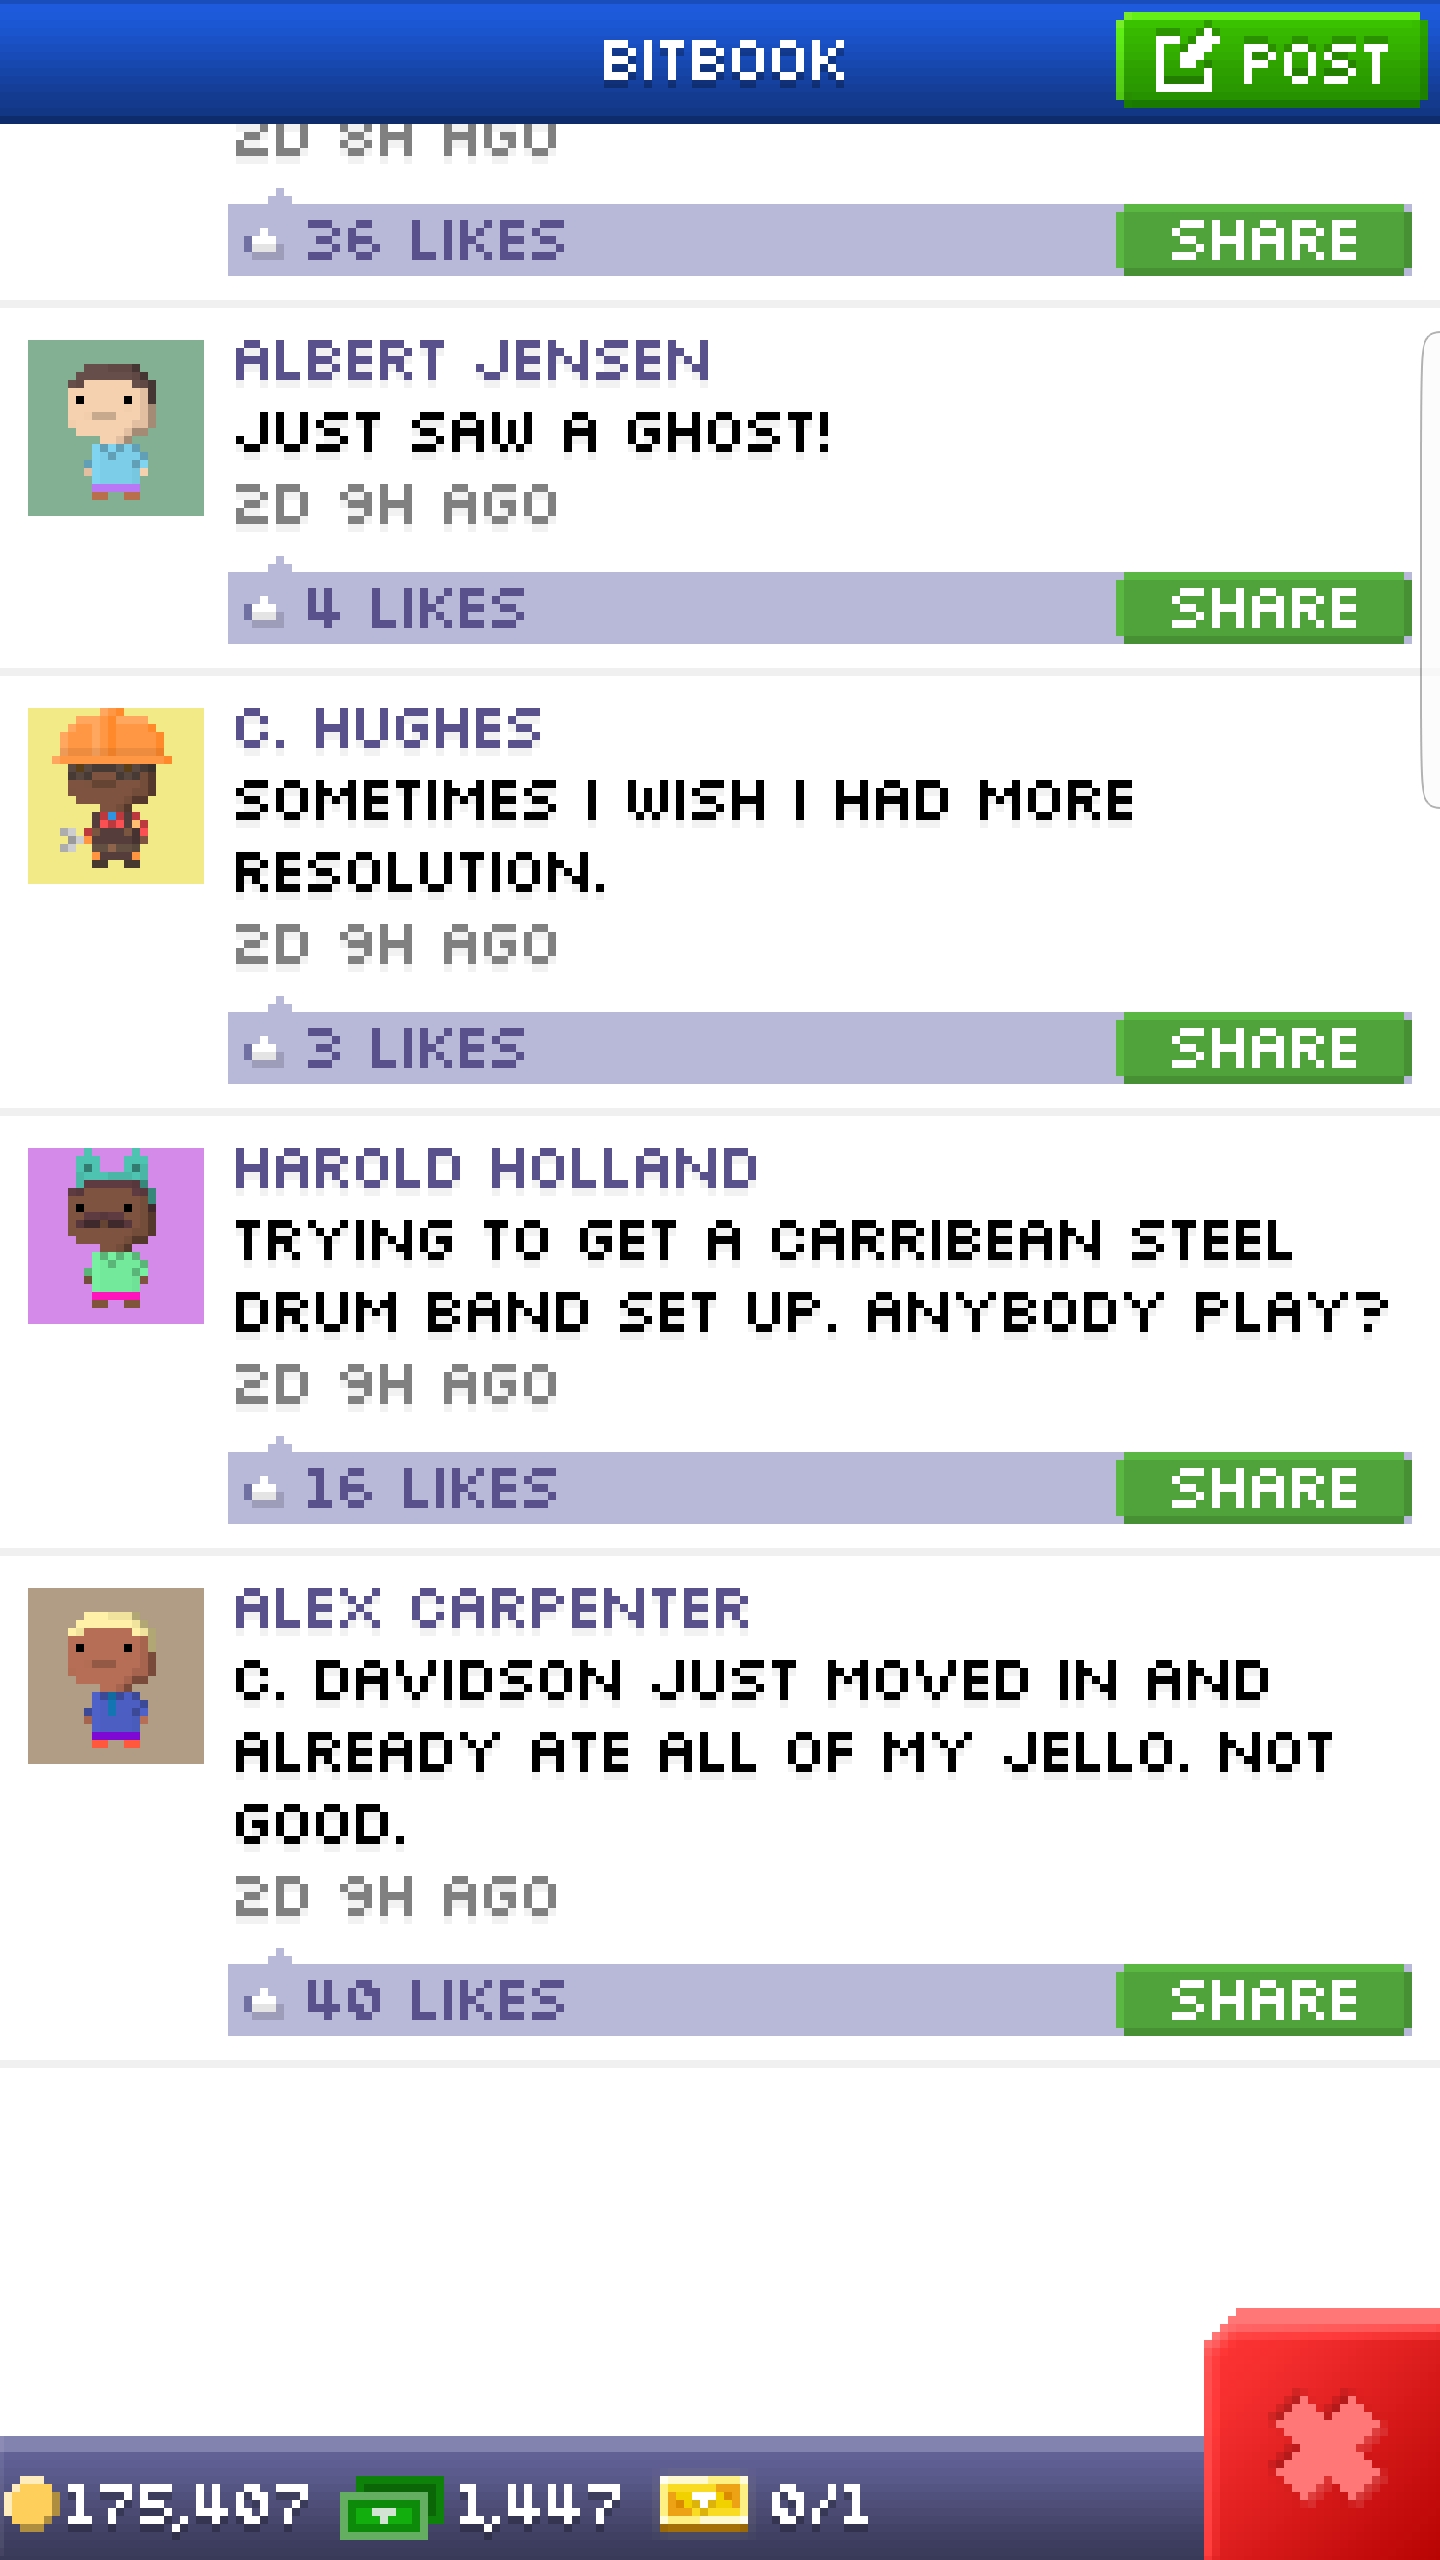 BITBOOK
POST
2D 8H AGO
36 LIKES
SHARE
ALBERT JENSEN
JUST SAW A GHOST!
2D 9H AGO
4 LIKES
SHARE
C. HUGHES
SOMETIMES I WISH I HAD MORE
RESOLUTION.
2D 9H AGO
3 LIKES
SHARE
HAROLD HOLLAND
TRYING TO GET A CARRIBEAN STEEL
DRUM BAND SET UP. ANYBODY PLAY?
2D 9H AGO
16 LIKES
SHARE
ALEX CARPENTER
C. DAVIDSON JUST MOVED IN AND
ALREADY ATE ALL OF MY JELLO. NOT
GOOD.
2D 9H AGO
40 LIKES
SHARE
175,407
1,447
0/1